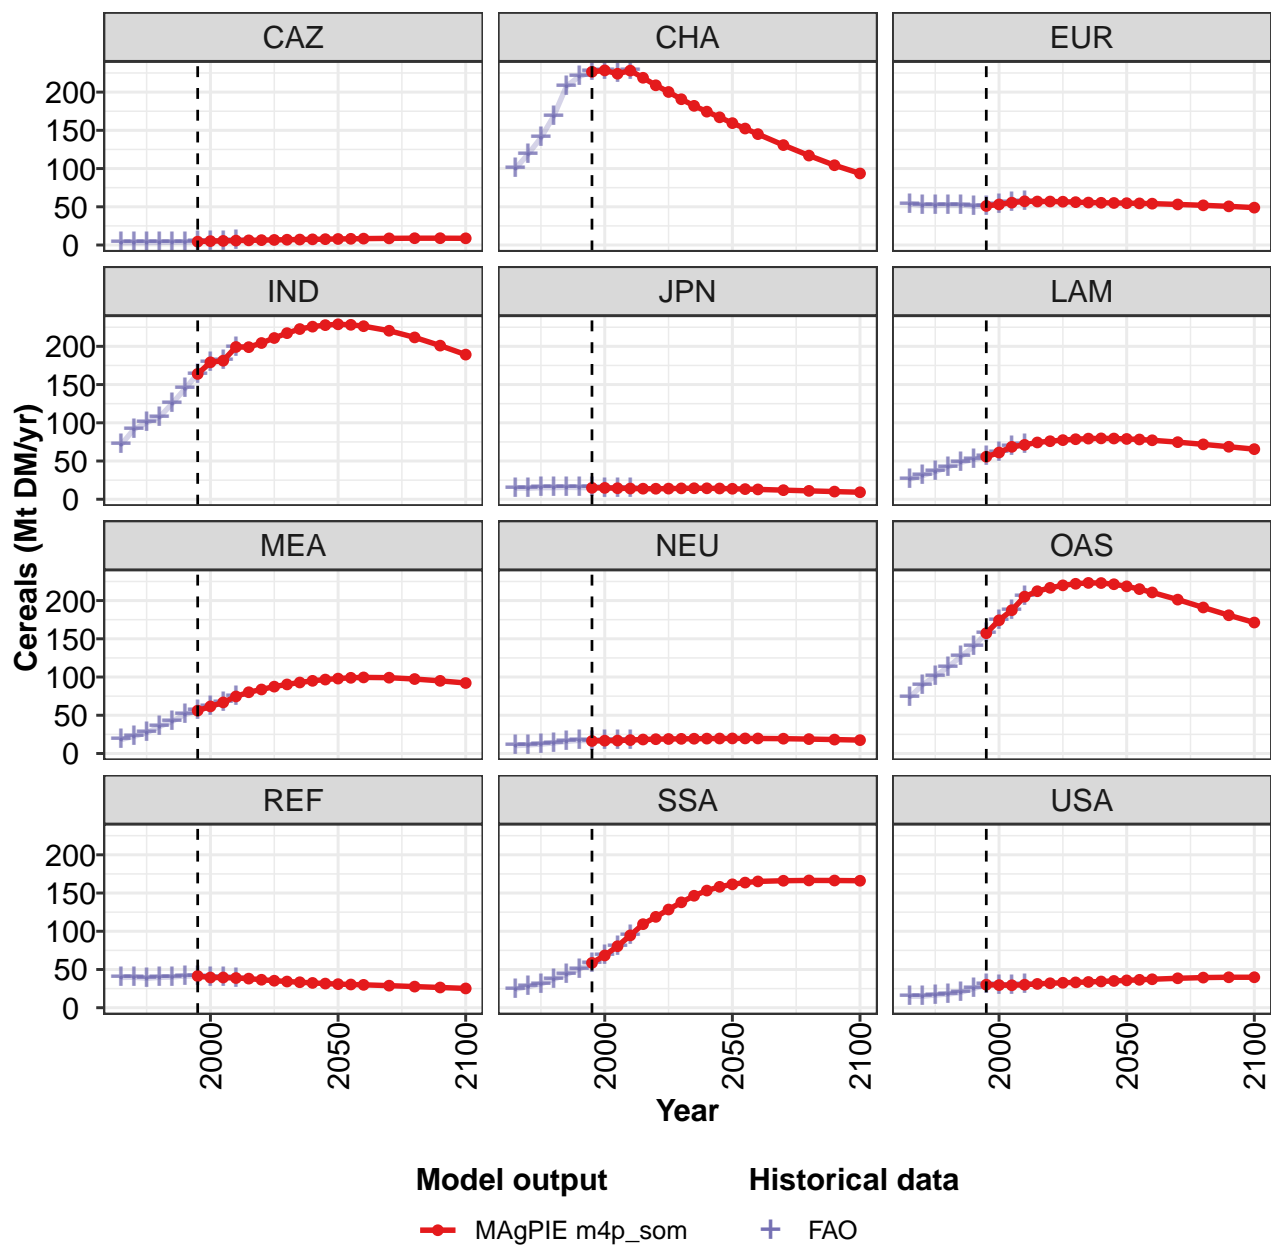 CAZ CHA EUR
200
150
100
50
0
IND JPN LAM
200
150
100
50
0
MEA NEU OAS
200
150
100
50
0
REF SSA USA
200
150
100
50
0
Cereals (Mt DM/yr)
2000 2050 2100 2000 2050 2100 2000 2050 2100
Year
Model output Historical data
MAgPIE m4p_som FAO